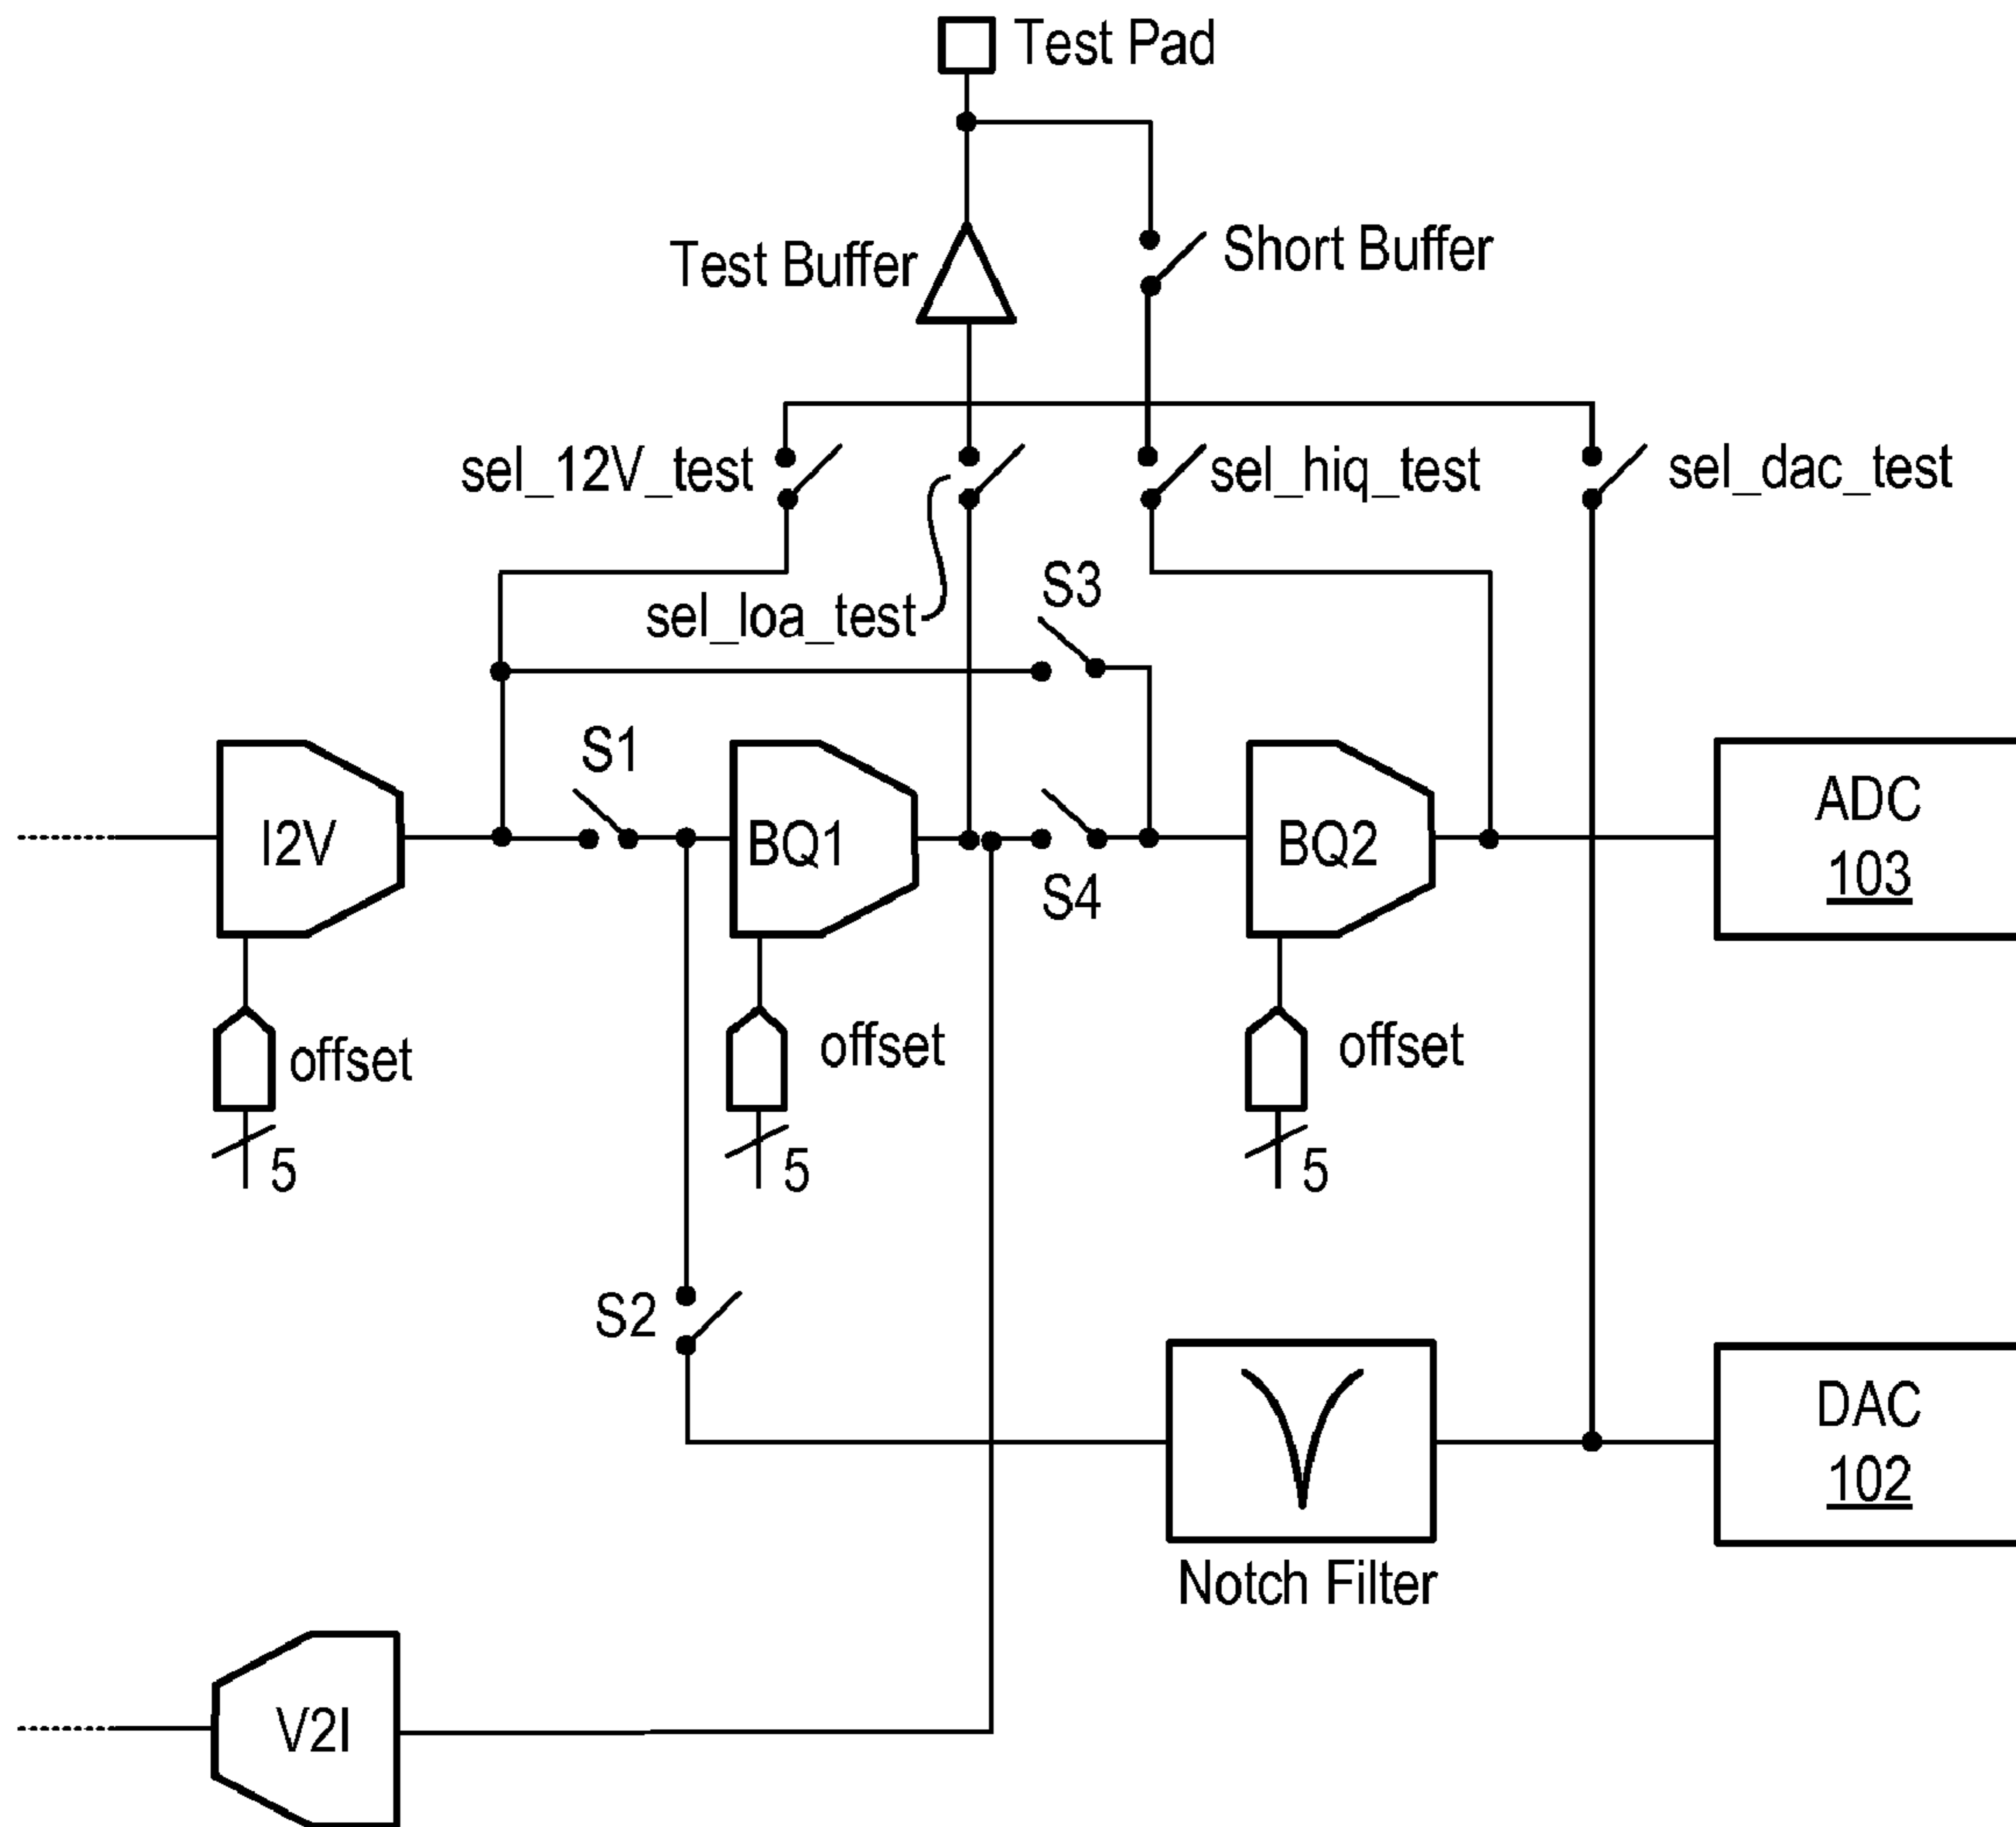 Test Pad
Test Buffer
Short Buffer
sel_12V_test
sel_hiq_test
sel_dac_test
sel_loa_test
S3
S1
I2V
BQ1
BQ2
ADC
103
S4
offset
offset
offset
5
5
5
S2
DAC
102
Notch Filter
V2I